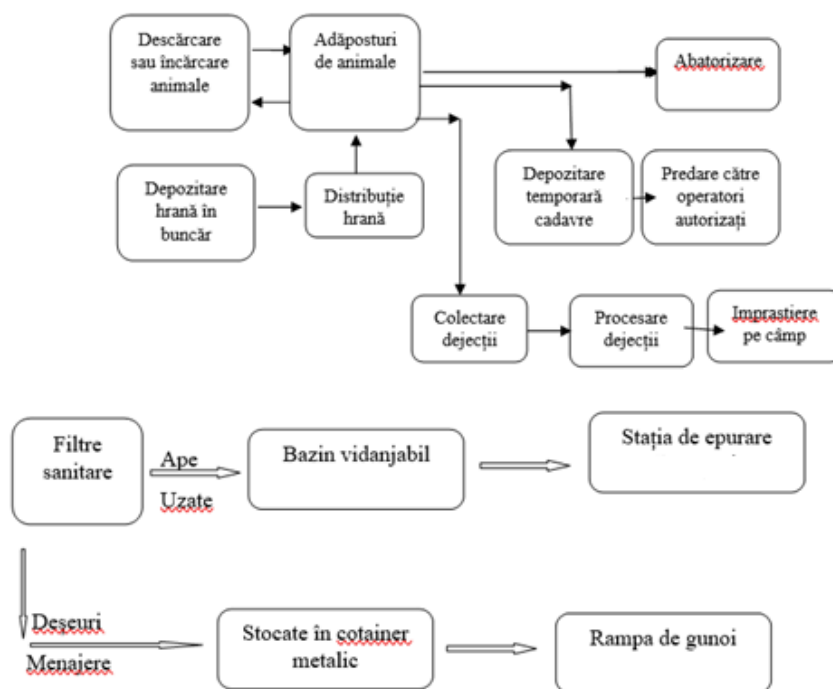 Descărcare
sau încărcare
animale
Adăposturi
de animale
Abatorizare
Depozitare
hrană în
buncăr
Distribuție
hrană
Depozitare
temporară
cadavre
Predare către
operatori
autorizați
Colectare
dejecții
Procesare
dejecții
Imprastiere
pe câmp
Filtre
sanitare
Ape
Uzate
Bazin vidanjabil
Stația de epurare
Deșeuri
Menajere
Stocate în cotainer
metalic
Rampa de gunoi